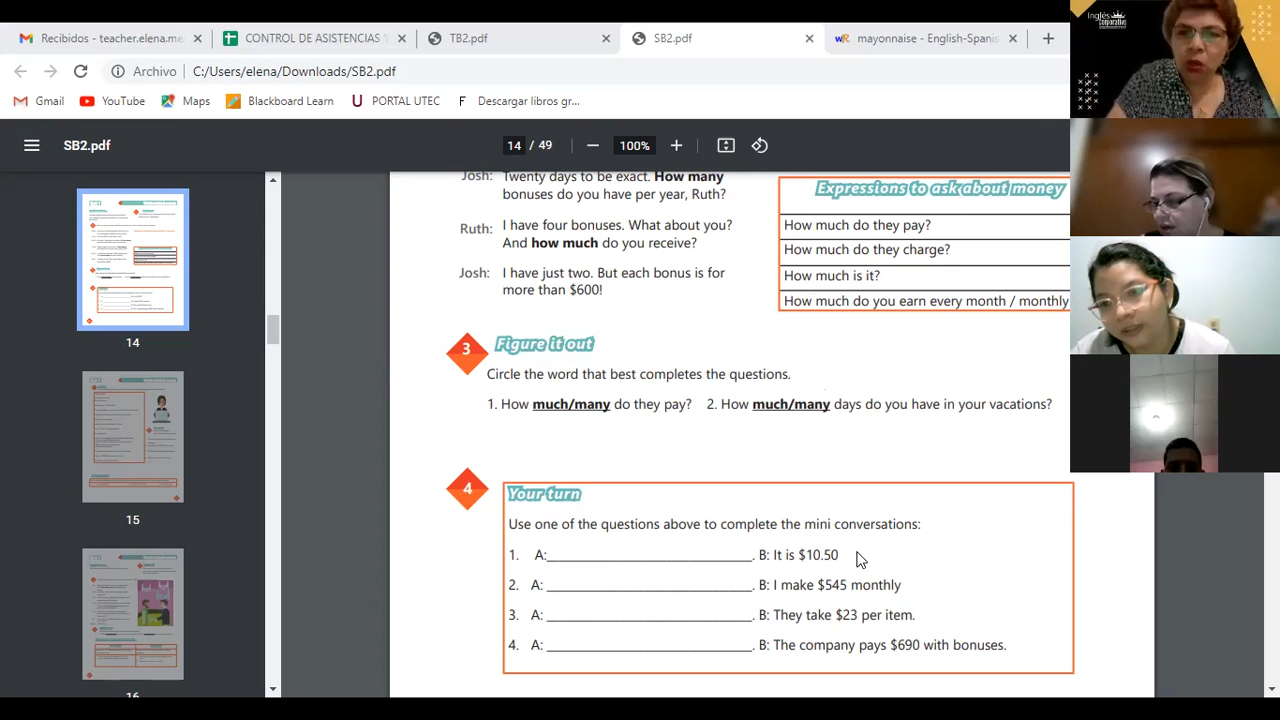 Recibidos - teacher.elena.me
CONTROL DE ASISTENCIAS
TB2.pdf
SB2.pdf
mayonnaise - English-Spanis
Archivo
C:/Users/elena/Downloads/SB2.pdf
Gmail
YouTube
Maps
Blackboard Learn
PORTAL UTEC
Descargar libros gr...
SB2.pdf
14 / 49
100%
14
15
16
Josh: Twenty days to be exact. How many
bonuses do you have per year, Ruth?
Ruth: I have four bonuses. What about you?
And how much do you receive?
Josh: I have just two. But each bonus is for
more than $600!
Expressions to ask about money
How much do they pay?
How much do they charge?
How much is it?
How much do you earn every month / monthly
3 Figure it out
Circle the word that best completes the questions.
1. How much/many do they pay? 2. How much/many days do you have in your vacations?
4 Your turn
Use one of the questions above to complete the mini conversations:
1. A:___________________________. B: It is $10.50
2. A: ___________________________. B: I make $545 monthly
3. A: ___________________________. B: They take $23 per item.
4. A: ___________________________. B: The company pays $690 with bonuses.
Inglés
Corporativo